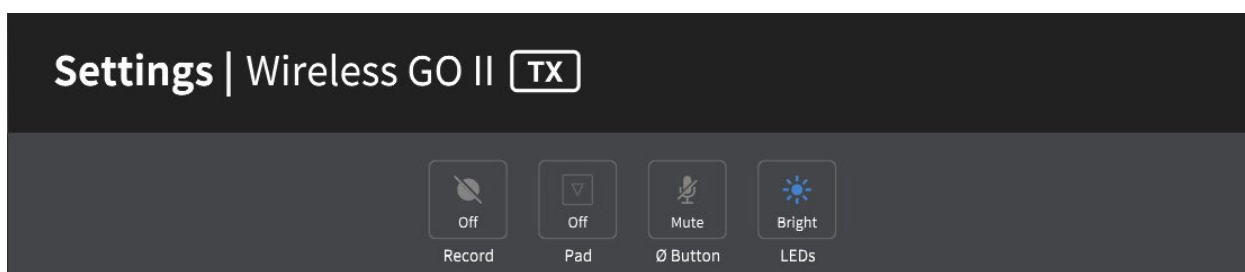 Settings | Wireless GO II TX
Off Off Mute Bright
Record Pad Ø Button LEDs